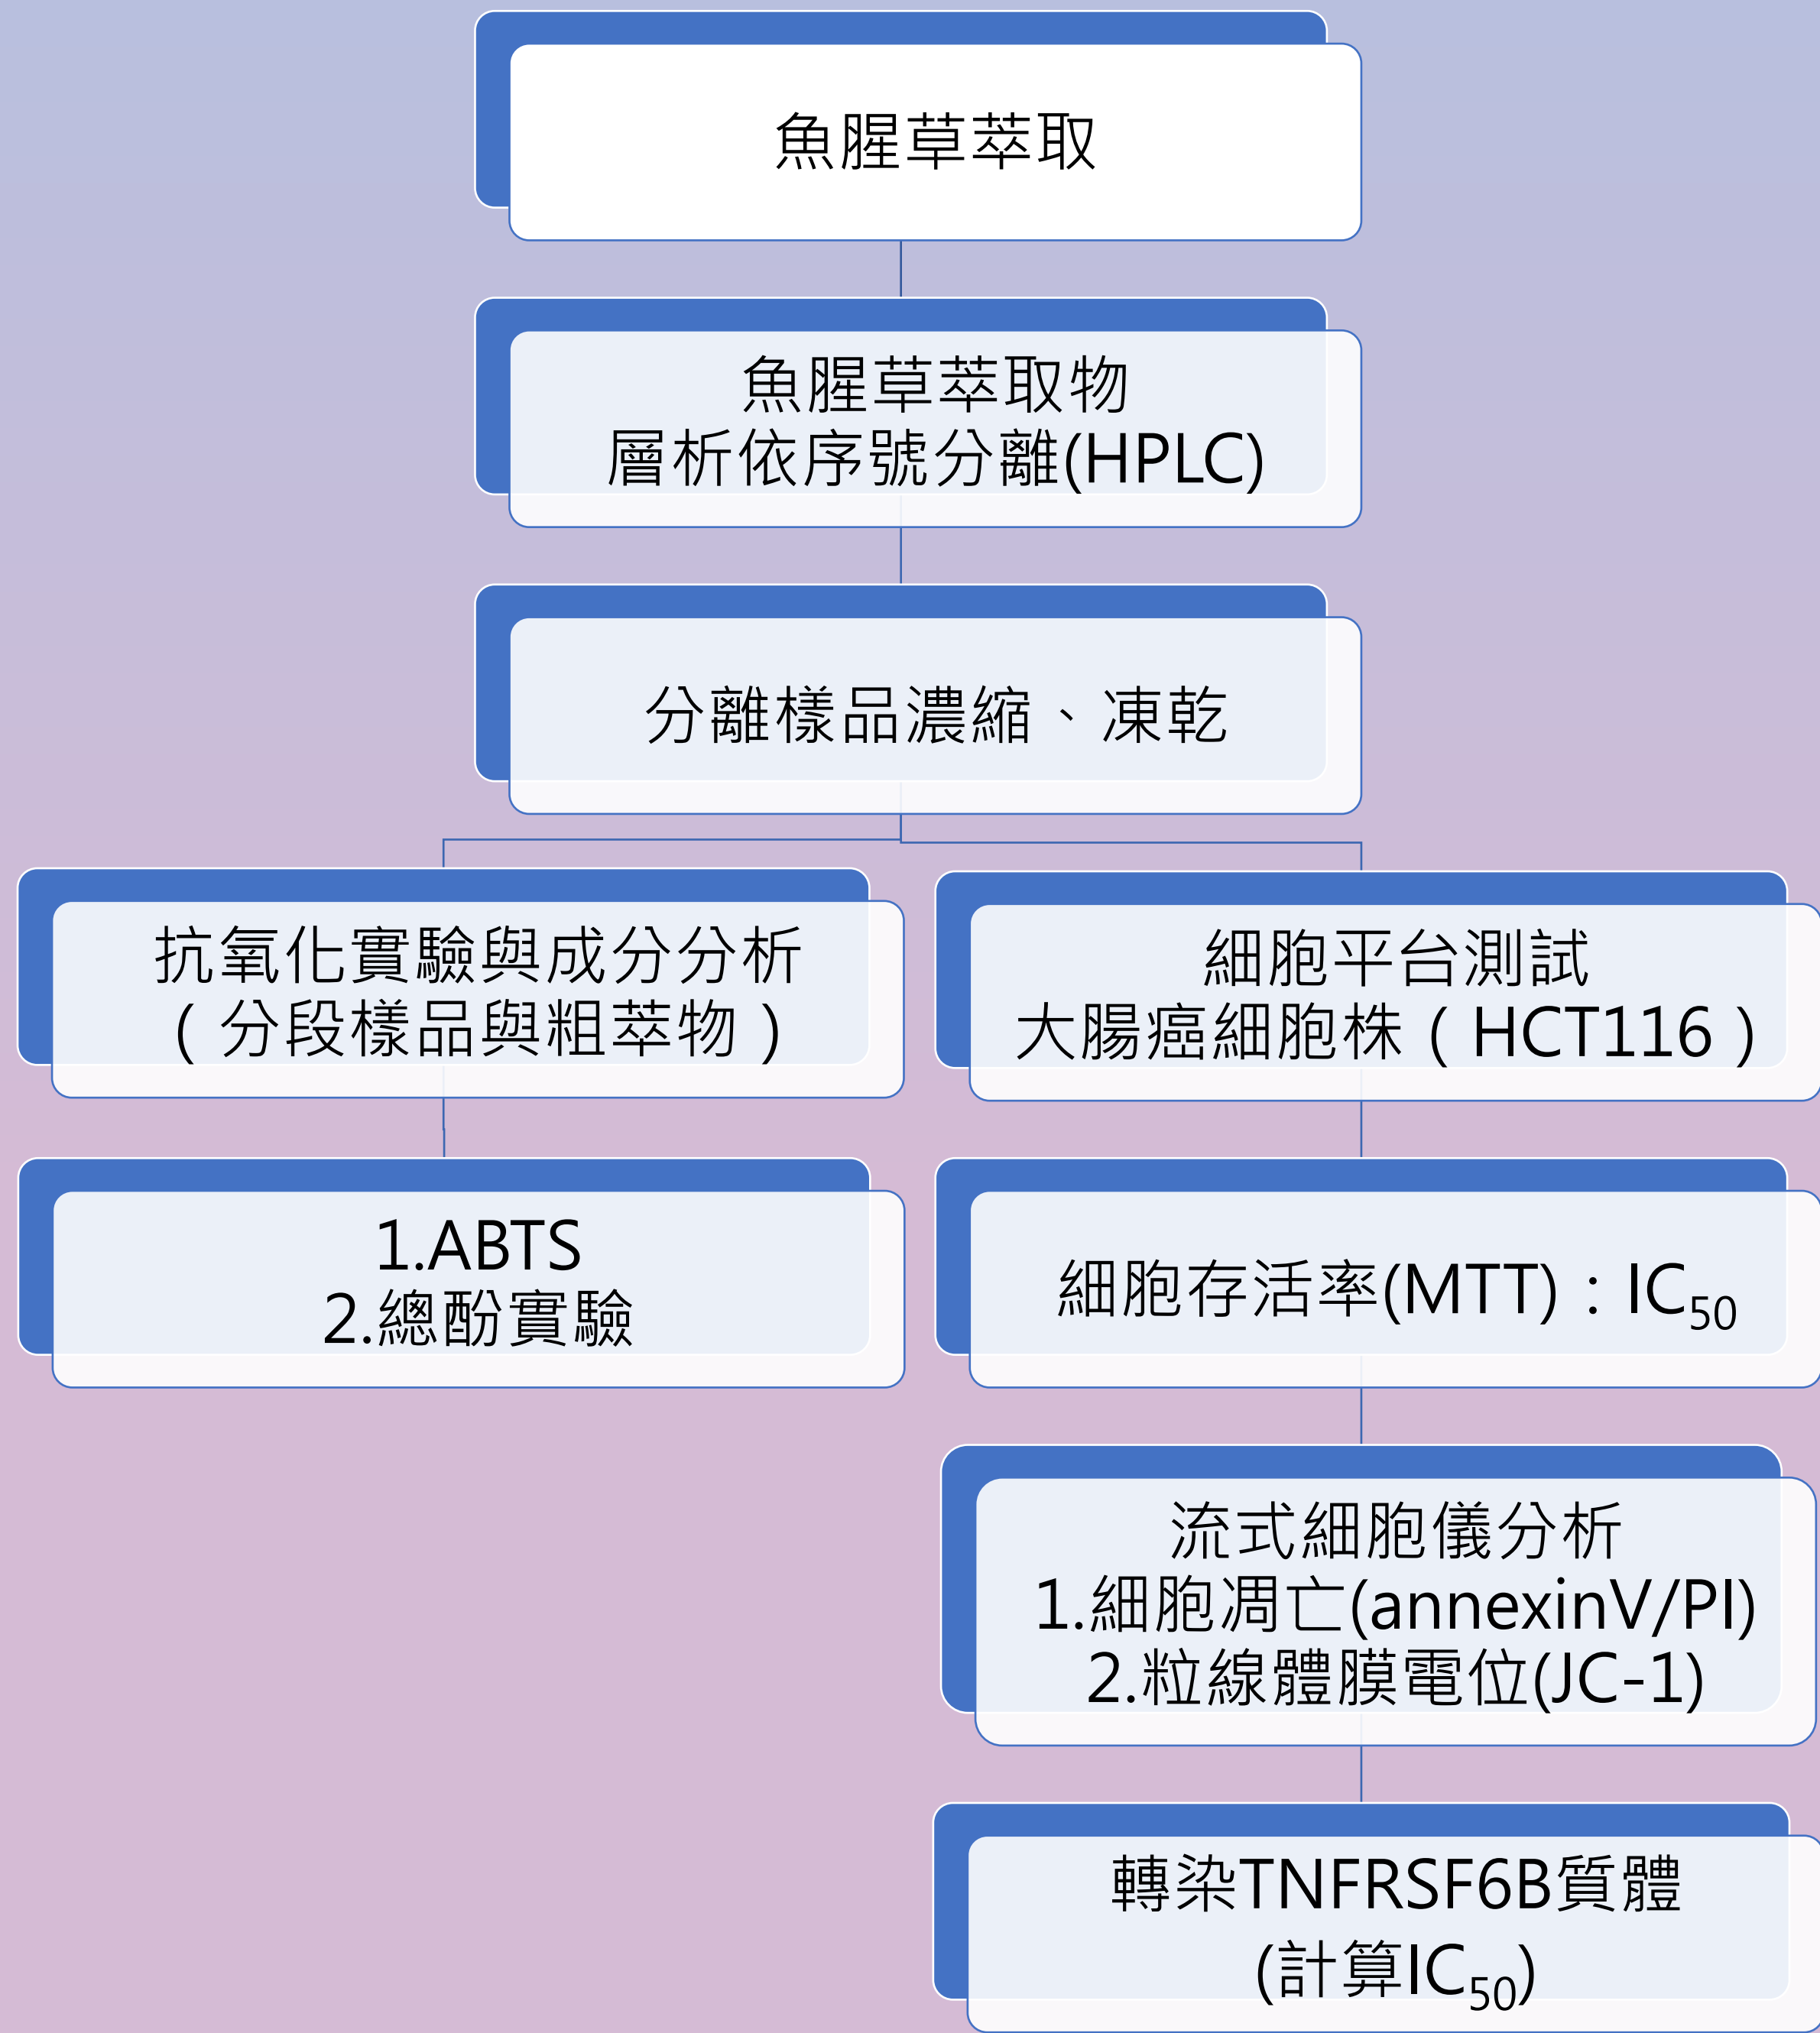 魚腥草萃取
魚腥草萃取物
層析依序號分離(HPLC)
分離樣品濃縮、凍乾
抗氧化實驗與成分分析
（分段樣品與粗萃物）
1.ABTS
2.總酚實驗
細胞平台測試
大腸癌細胞株（HCT116）
細胞存活率(MTT)：IC50
流式細胞儀分析
1.細胞凋亡(annexinV/PI)
2.粒線體膜電位(JC-1)
轉染TNFRSF6B質體
(計算IC50)